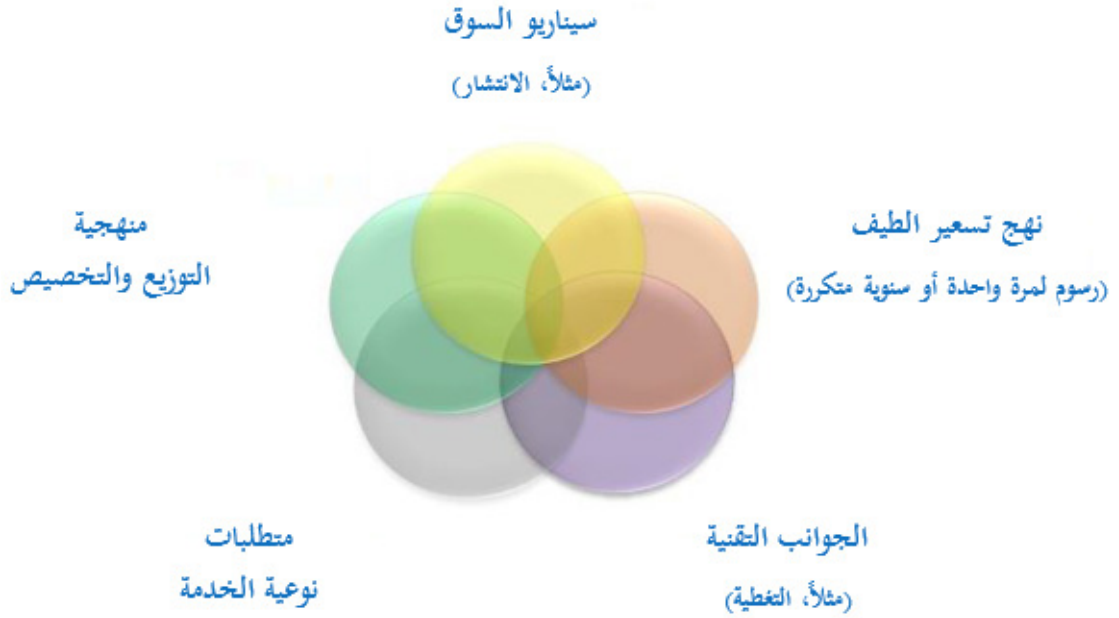 سيناريو السوق
(مثلاً، الانتشار)
نهج تسعير الطيف
(رسوم لمرة واحدة أو سنوية متكررة)
منهجية
التوزيع والتخصيص
الجوانب التقنية
(مثلاً، التغطية)
متطلبات
نوعية الخدمة